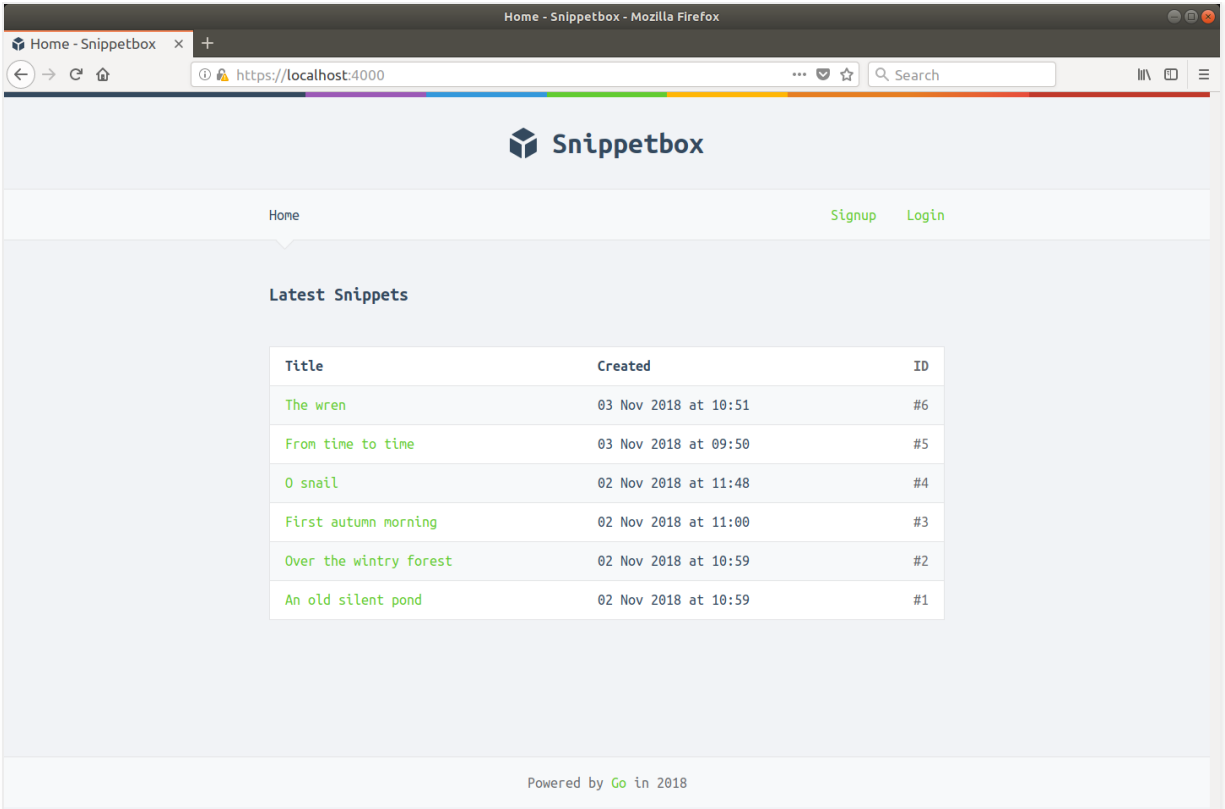 Home - Snippetbox - Mozilla Firefox
Home - Snippetbox
https://localhost:4000
Search
Snippetbox
Home Signup Login
Latest Snippets
Title Created ID
The wren 03 Nov 2018 at 10:51 #6
From time to time 03 Nov 2018 at 09:50 #5
O snail 02 Nov 2018 at 11:48 #4
First autumn morning 02 Nov 2018 at 11:00 #3
Over the wintry forest 02 Nov 2018 at 10:59 #2
An old silent pond 02 Nov 2018 at 10:59 #1
Powered by Go in 2018